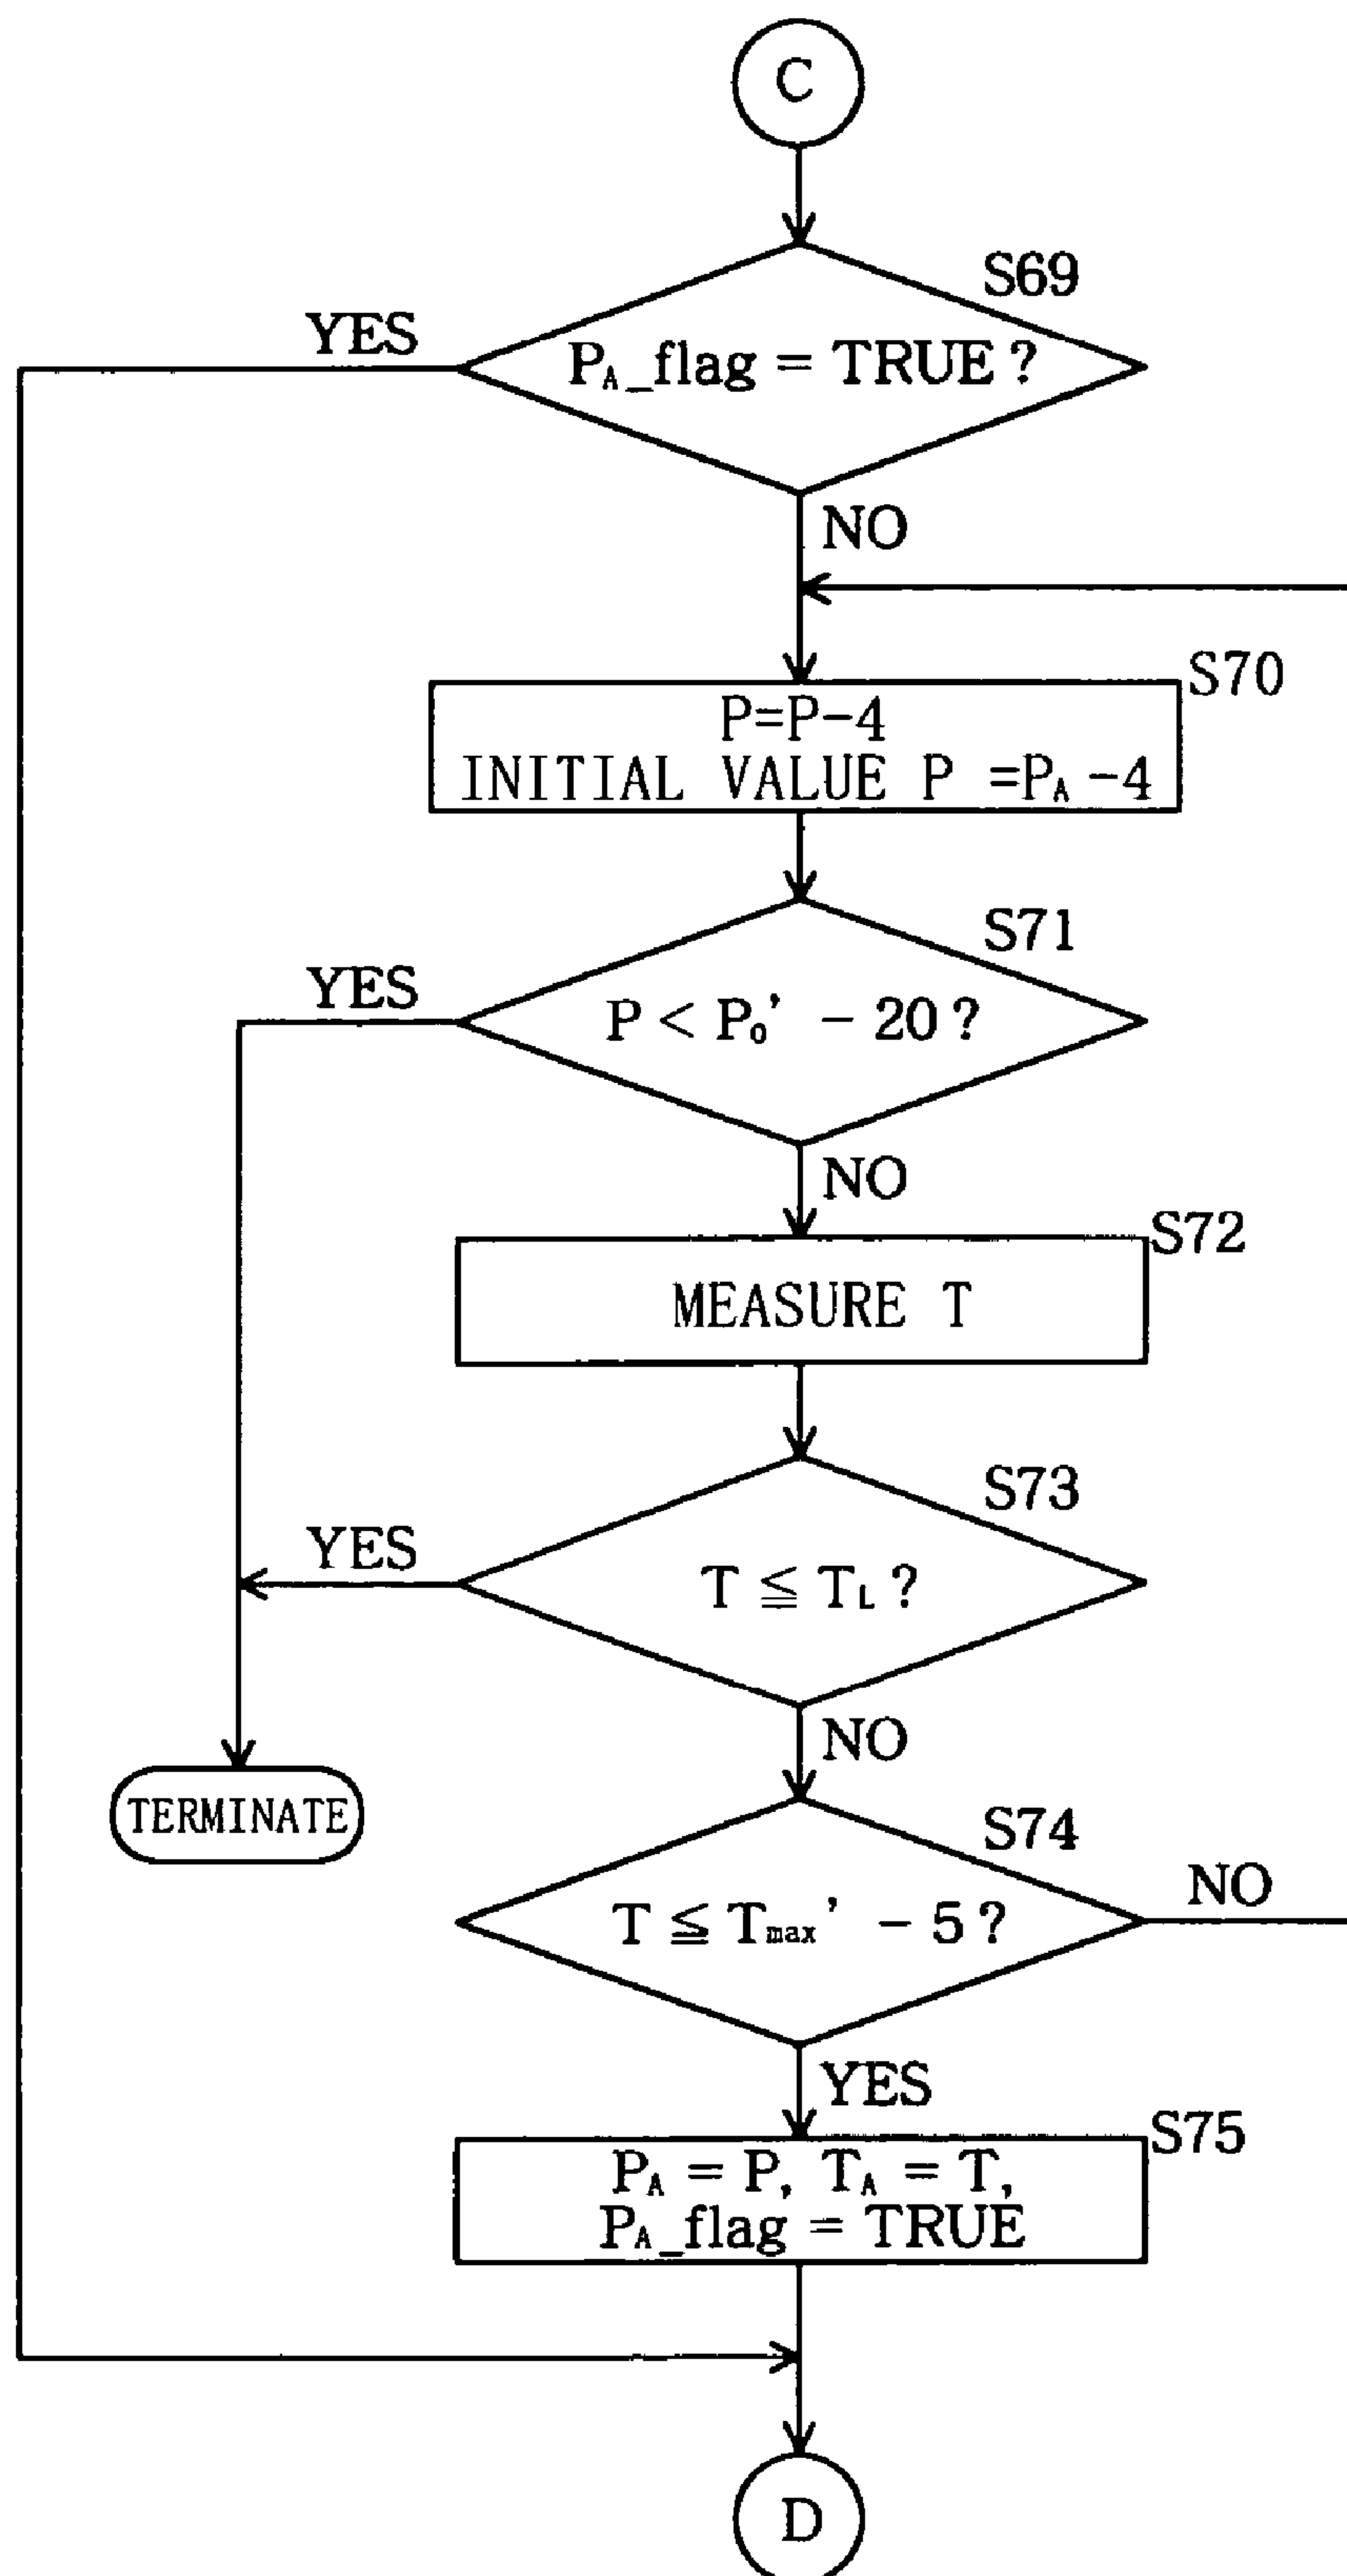 C
S69
YES
P_A_flag = TRUE ?
NO
S70
P=P-4
INITIAL VALUE P =P_A -4
S71
YES
P < P₀' - 20 ?
NO
S72
MEASURE T
S73
YES
T ≦ T_L ?
NO
TERMINATE
S74
NO
T ≦ T_max' - 5 ?
YES
S75
P_A = P, T_A = T,
P_A_flag = TRUE
D